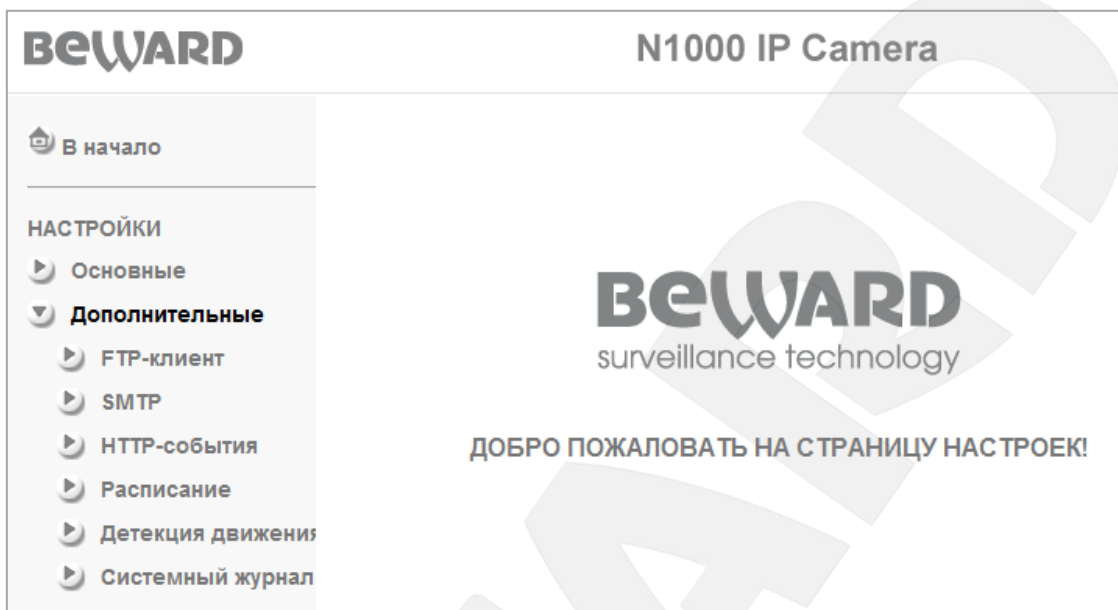 BEWARD
N1000 IP Camera
В начало
НАСТРОЙКИ
Основные
Дополнительные
FTP-клиент
SMTP
HTTP-события
Расписание
Детекция движения
Системный журнал
BEWARD
surveillance technology
ДОБРО ПОЖАЛОВАТЬ НА СТРАНИЦУ НАСТРОЕК!